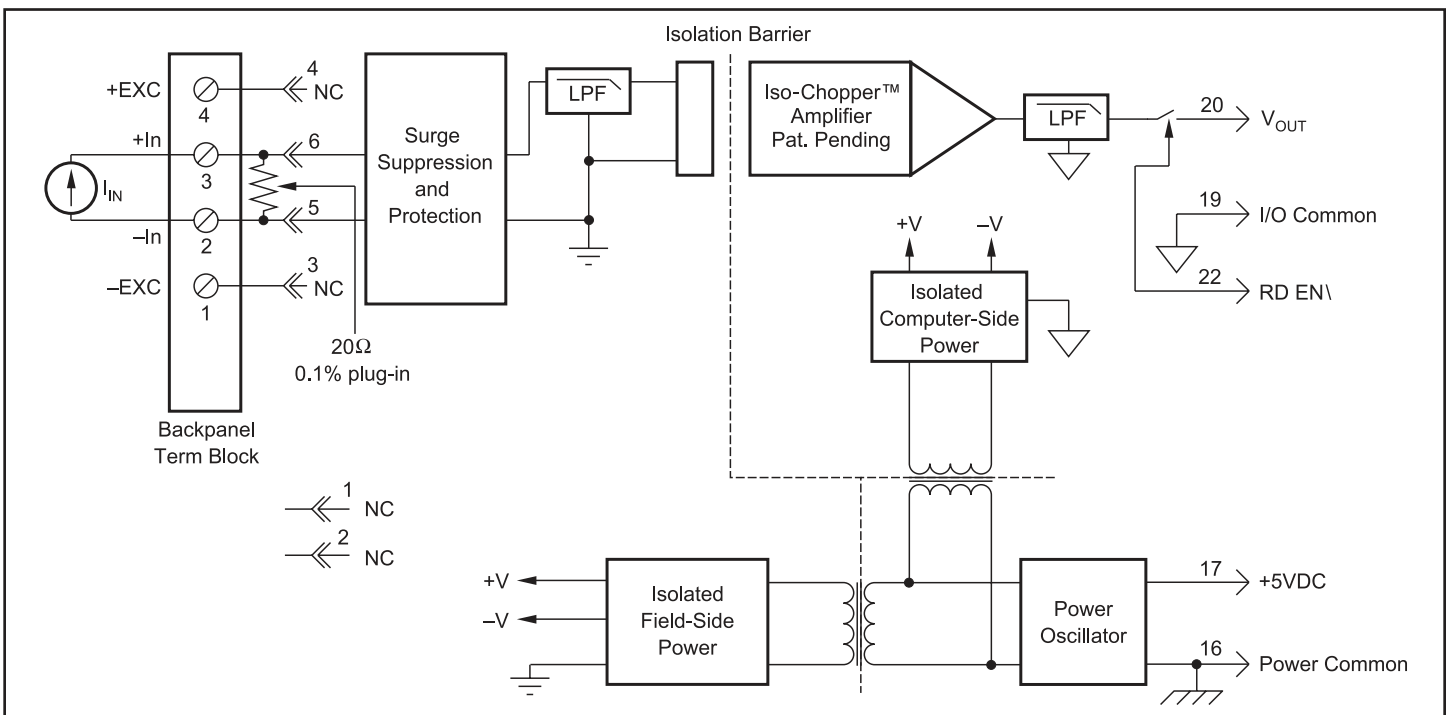 Isolation Barrier
+EXC
4
4
NC
+In
3
6
I_IN
–In
2
5
–EXC
1
3
NC
20Ω
0.1% plug-in
Backpanel
Term Block
Surge
Suppression
and
Protection
LPF
Iso-Chopper™
Amplifier
Pat. Pending
LPF
20
V_OUT
19
I/O Common
22
RD EN\
+V
–V
Isolated
Computer-Side
Power
1
NC
2
NC
+V
–V
Isolated
Field-Side
Power
Power
Oscillator
17
+5VDC
16
Power Common